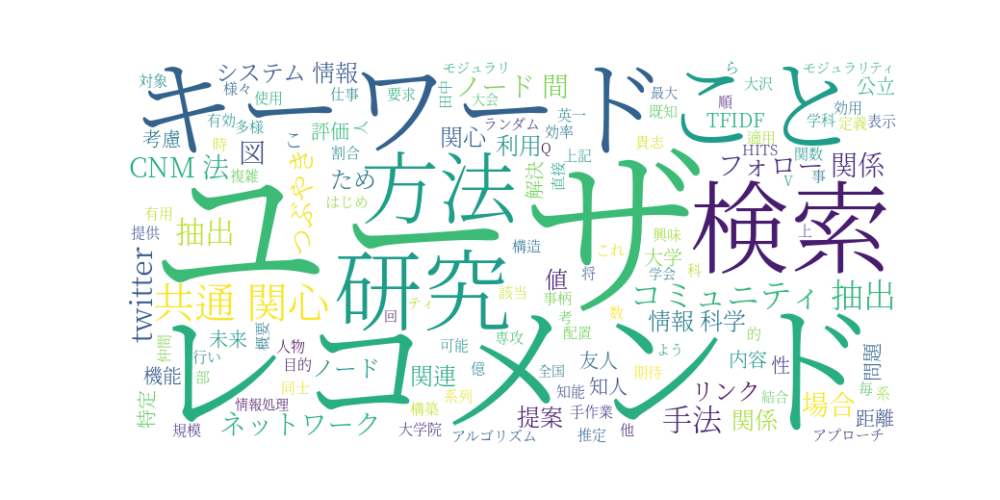 キーワード
こと
ユーザ
レコメンド
検索
研究
方法
共通 関心
twitter
コミュニティ 抽出
フォロー 関係
システム 情報
ノード 間
CNM 法
TFIDF
公立
大沢
モジュラリティ
モジュラリ
対象
様々
使用
仕事
要求
田中
大会
ランダム
英一
既知
最大
ら
順
効用
学科
定義
表示
考慮
有効
多様
時
複雑
こ
評価
割合
人
関心
利用
効率
Q
上記
貴志
適用
HITS
関数
V
事
図
ため
はじめ
つぶやき
解決
直接
有用
提供
抽出
構造
これ
興味
大学
科
上
学会
将
値
該当
事柄
数
考
配置
ティ
回
専攻
情報 科学
的
よう
未来
概要
仲間
行い
機能
部
人物
目的
同士
ノード
関連
可能
億
全国
友人
知人
知能
期待
内容
性
問題
毎
系
結合
特定
規模
情報処理
ネットワーク
大学院
構築
系列
アルゴリズム
提案
手作業
推定
他
手法
リンク
関係
場合
距離
アプローチ